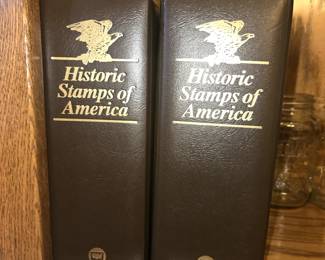 Historic
Stamps of
America
Historic
Stamps of
America